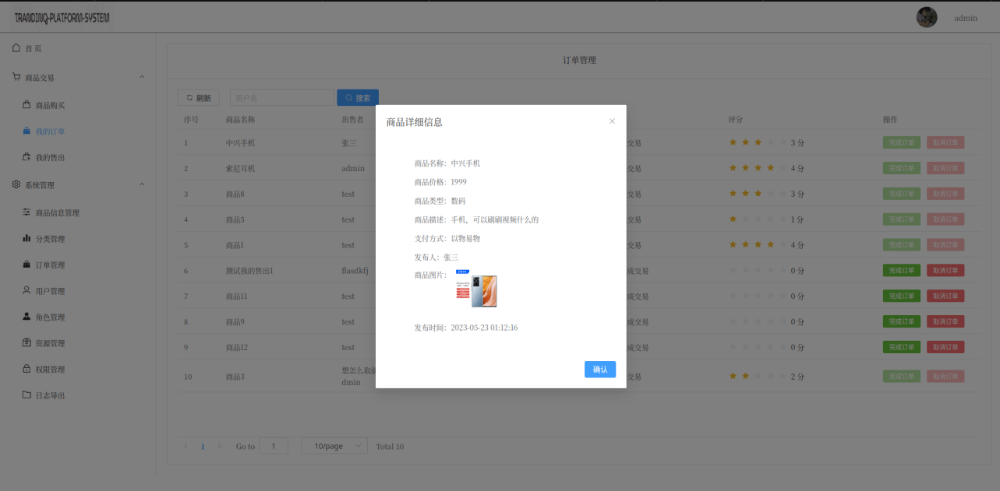 TRANDINQ-PLATFORM-SYSTEM
admin
首页
商品交易
商品购买
我的订单
我的售出
系统管理
商品信息管理
分类管理
订单管理
用户管理
角色管理
资源管理
权限管理
日志导出
订单管理
刷新 用户名 搜索
序号 商品名称 出售者 评分 操作
1 中兴手机 张三 交易 3 分 完成订单 取消订单
2 索尼耳机 admin 交易 4 分 完成订单 取消订单
3 商品8 test 交易 3 分 完成订单 取消订单
4 商品5 test 交易 1 分 完成订单 取消订单
5 商品1 test 交易 4 分 完成订单 取消订单
6 测试我的售出1 flasdkfj 成交易 0 分 完成订单 取消订单
7 商品11 test 成交易 0 分 完成订单 取消订单
8 商品9 test 成交易 0 分 完成订单 取消订单
9 商品12 test 成交易 0 分 完成订单 取消订单
10 商品3 想怎么取就 dmin 交易 2 分 完成订单 取消订单
1 Go to 1 10/page Total 10
商品详细信息
商品名称：中兴手机
商品价格：1999
商品类型：数码
商品描述：手机，可以刷刷视频什么的
支付方式：以物易物
发布人：张三
商品图片：
发布时间：2023-05-23 01:12:16
确认